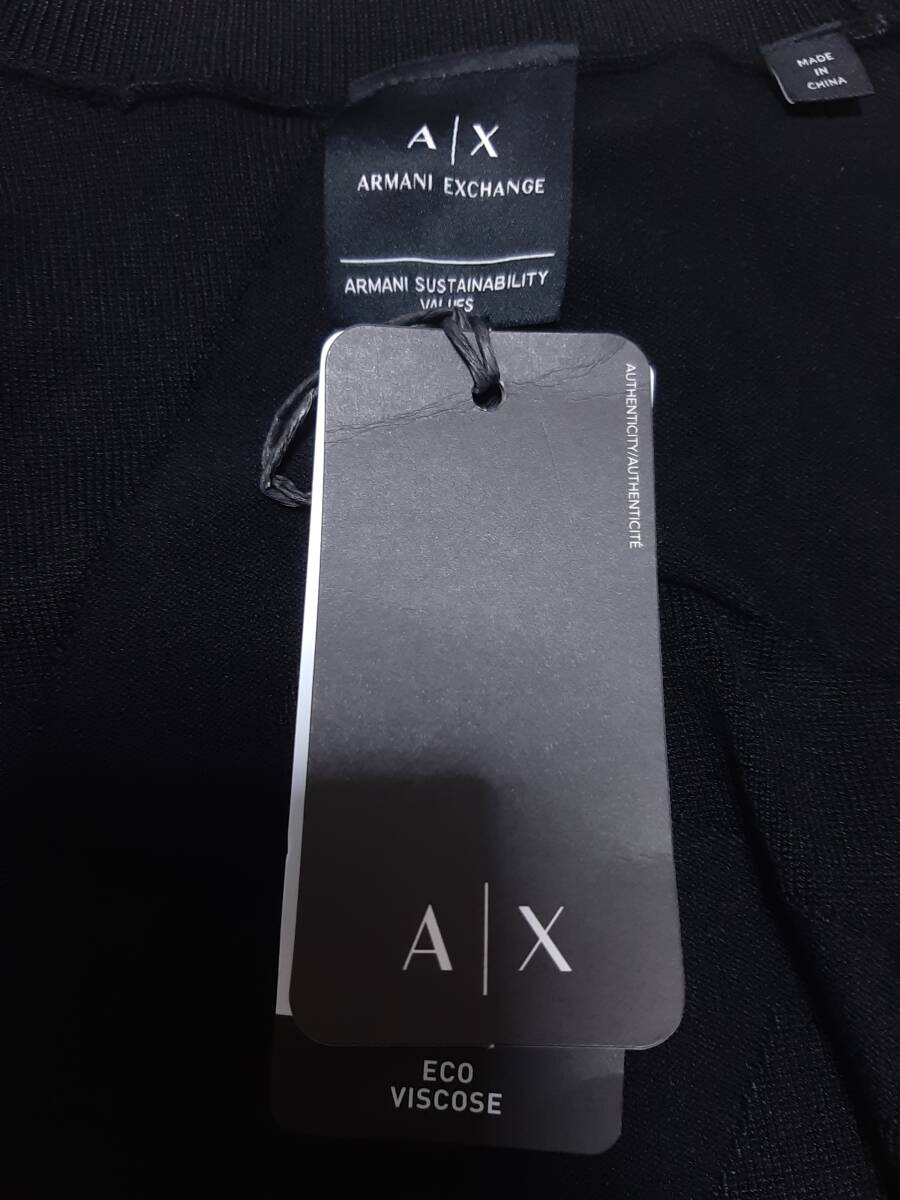 A|X
ARMANI EXCHANGE
ARMANI SUSTAINABILITY
VALUES
MADE
IN
CHINA
AUTHENTICITY/AUTHENTICITÉ
A|X
ECO
VISCOSE